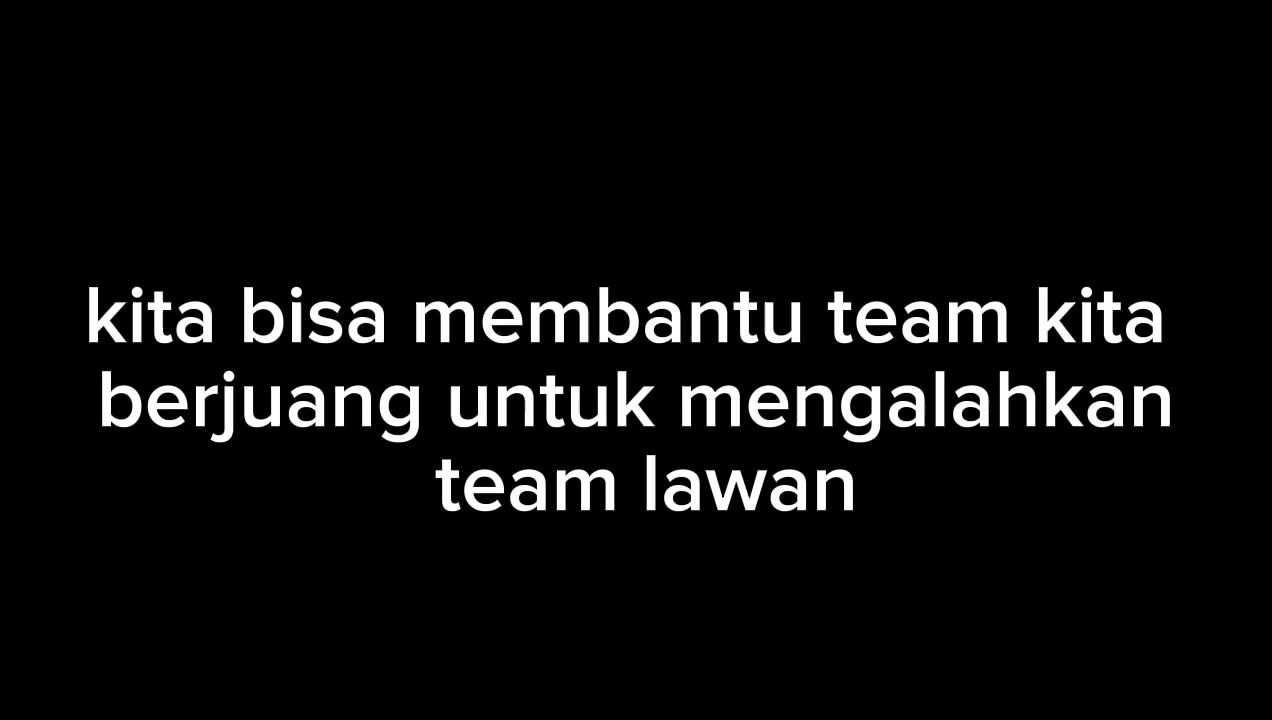 kita bisa membantu team kita
berjuang untuk mengalahkan
team lawan